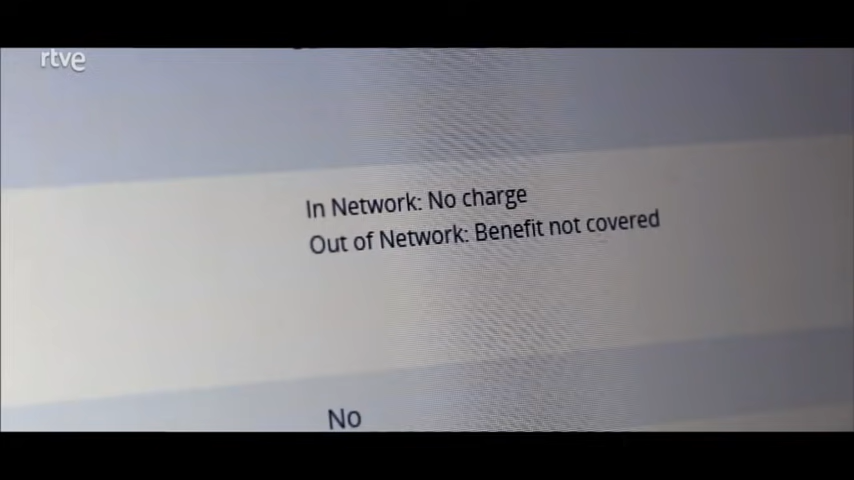 rtve
In Network: No charge
Out of Network: Benefit not covered
No